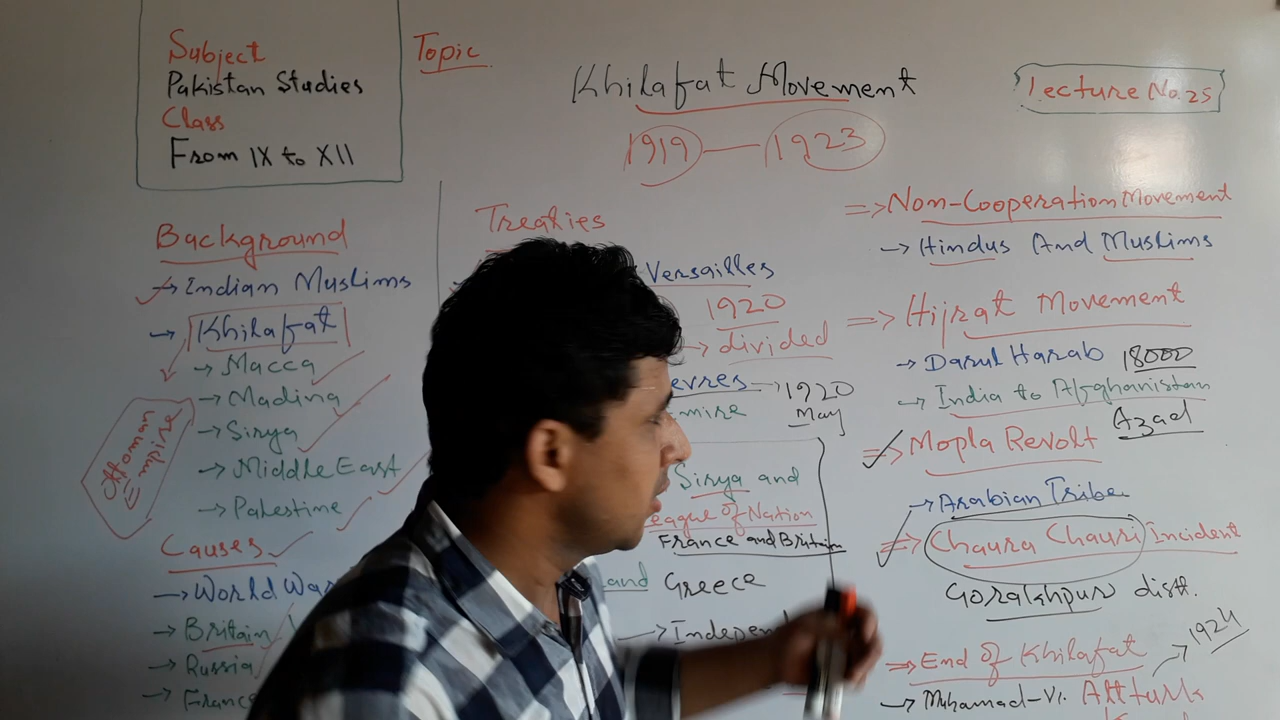 Subject
Pakistan Studies
Class
From IX to XII
Topic
Khilafat Movement
1919 — 1923
Lecture No. 25
Background
→ Indian Muslims
→ Khilafat
→ Macca
→ Madina
→ Sirya
→ Middle East
→ Palestine
Ottoman
Empire
Causes
→ World War
→ Britain
→ Russia
→ France
Treaties
Versailles
1920
→ divided
evres → 1920
May
mire
Sirya and
eague of Nation
France and Britain
and Greece
→ Independ
⇒ Non-Cooperation Movement
→ Hindus And Muslims
⇒ Hijrat Movement
→ Darul Harab 18000
→ India to Afghanistan
Azad
⇒ Mopla Revolt
→ Arabian Tribe
⇒ Chaura Chauri Incident
Gorakhpur distt.
⇒ End of Khilafat → 1924
→ Muhamad-VI.